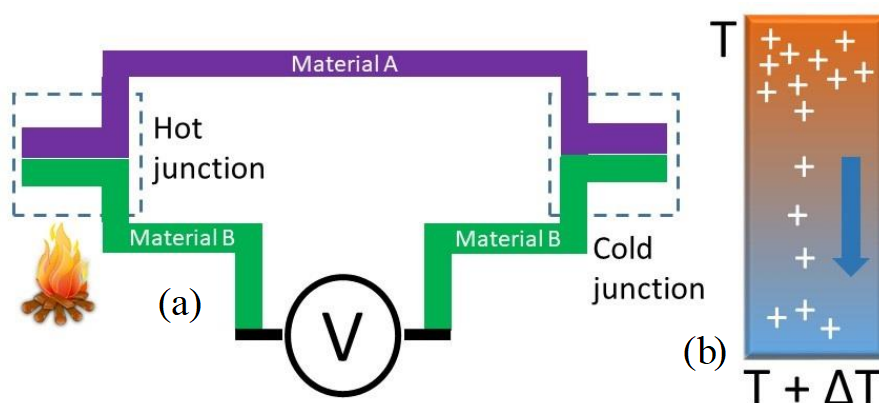 Material A
T
Hot
junction
Material B
Material B
Cold
junction
(a)
V
(b)
T + ΔT